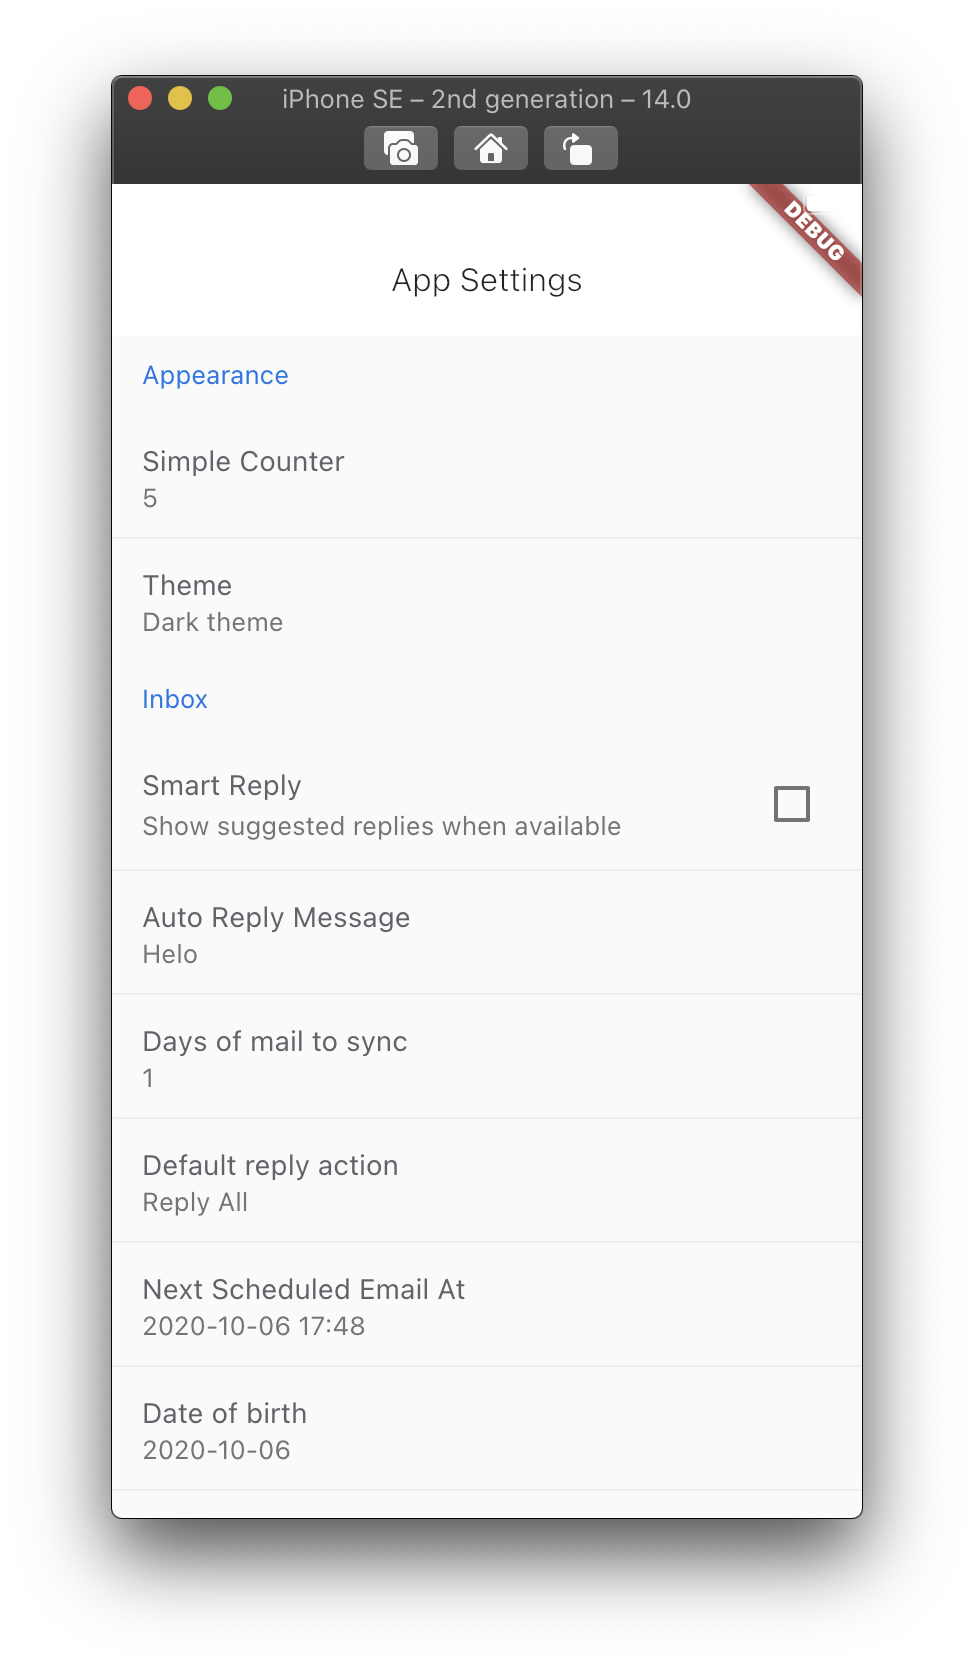 iPhone SE – 2nd generation – 14.0
DEBUG
App Settings
Appearance
Simple Counter
5
Theme
Dark theme
Inbox
Smart Reply
Show suggested replies when available
Auto Reply Message
Helo
Days of mail to sync
1
Default reply action
Reply All
Next Scheduled Email At
2020-10-06 17:48
Date of birth
2020-10-06